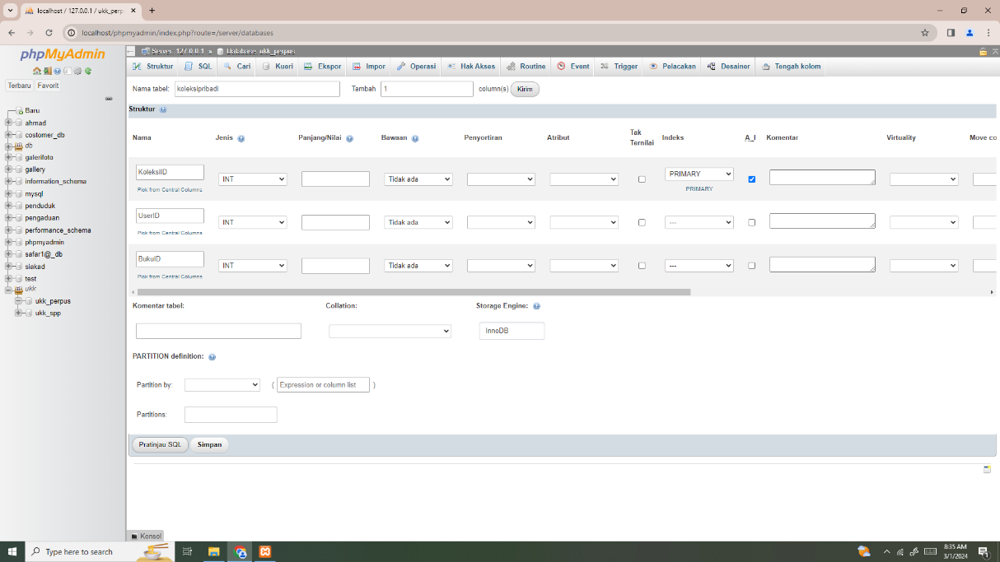 localhost / 127.0.0.1 / ukk_perp
localhost/phpmyadmin/index.php?route=/server/databases
phpMyAdmin
Server: 127.0.0.1 » Database: ukk_perpus
Struktur SQL Cari Kueri Ekspor Impor Operasi Hak Akses Routine Event Trigger Pelacakan Desainer Tengah kolom
Terbaru Favorit
Baru
ahmad
costomer_db
db
galerifoto
gallery
information_schema
mysql
penduduk
pengaduan
performance_schema
phpmyadmin
safar1@_db
siakad
test
ukk
ukk_perpus
ukk_spp
Nama tabel: koleksipribadi Tambah 1 column(s) Kirim
Struktur
Nama Jenis Panjang/Nilai Bawaan Penyortiran Atribut Tak Ternilai Indeks A_I Komentar Virtuality Move co
KoleksiID INT Tidak ada PRIMARY
Pick from Central Columns PRIMARY
UserID INT Tidak ada ---
Pick from Central Columns
BukuID INT Tidak ada ---
Pick from Central Columns
Komentar tabel: Collation: Storage Engine:
InnoDB
PARTITION definition:
Partition by: ( Expression or column list )
Partitions:
Pratinjau SQL Simpan
Konsol
Type here to search
8:35 AM
3/1/2024
1